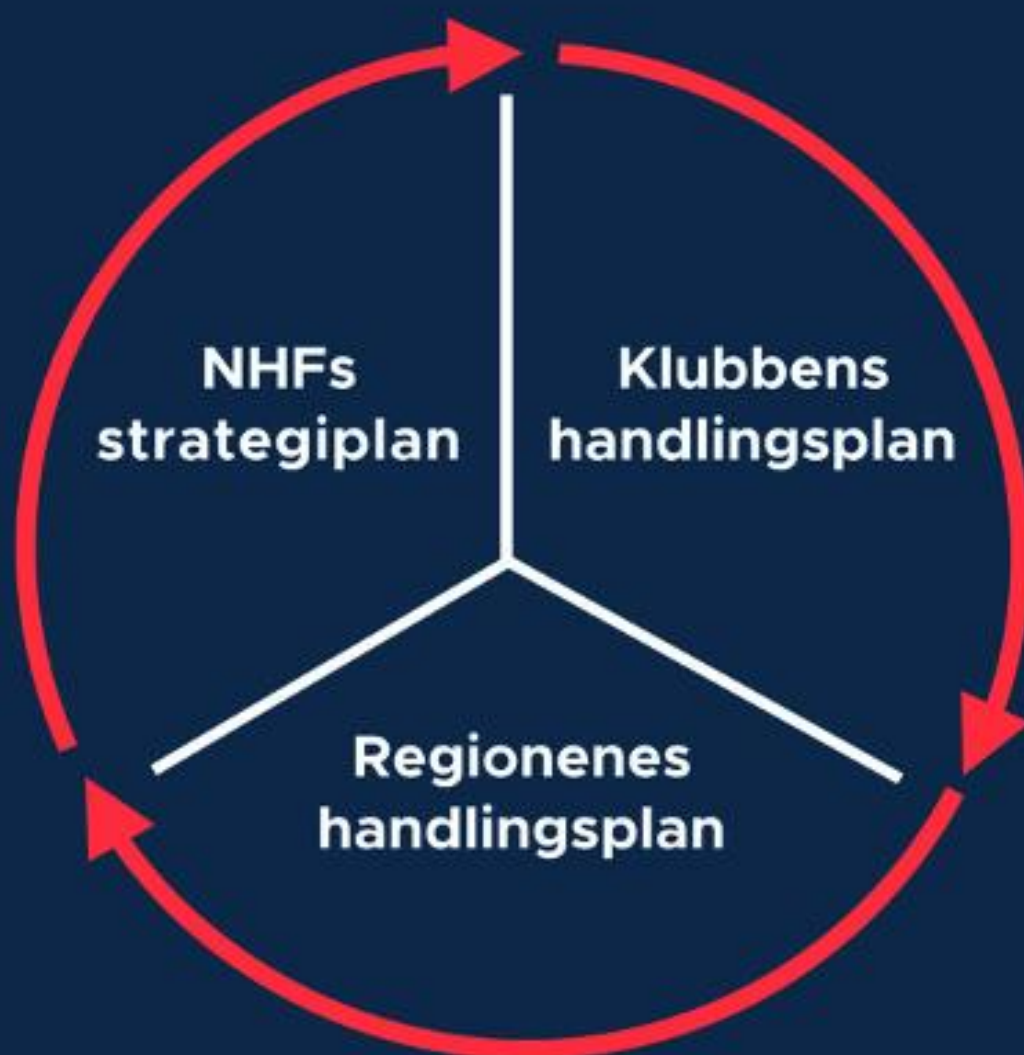 NHFs
strategiplan
Klubbens
handlingsplan
Regionenes
handlingsplan